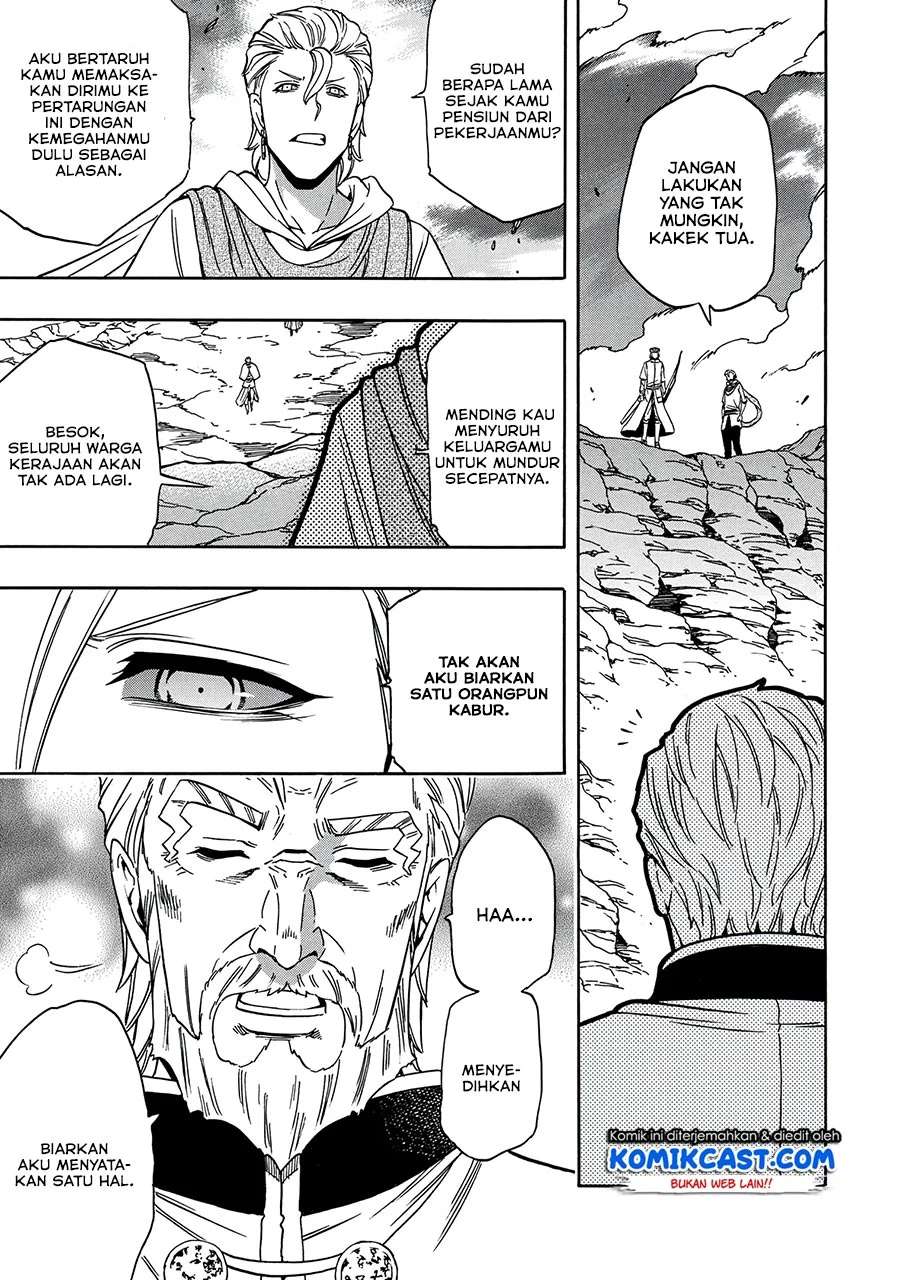 JANGAN
LAKUKAN
YANG TAK
MUNGKIN,
KAKEK TUA.
SUDAH
BERAPA LAMA
SEJAK KAMU
PENSIUN DARI
PEKERJAANMU?
AKU BERTARUH
KAMU MEMAKSA-
KAN DIRIMU KE
PERTARUNGAN
INI DENGAN
KEMEGAHANMU
DULU SEBAGAI
ALASAN.
MENDING KAU
MENYURUH
KELUARGAMU
UNTUK MUNDUR
SECEPATNYA.
BESOK,
SELURUH WARGA
KERAJAAN AKAN
TAK ADA LAGI.
TAK AKAN
AKU BIARKAN
SATU ORANGPUN
KABUR.
HAA...
MENYE-
DIHKAN
BIARKAN
AKU MENYATA-
KAN SATU HAL.
Komik ini diterjemahkan & diedit oleh
KOMIKCAST.COM
BUKAN WEB LAIN!!